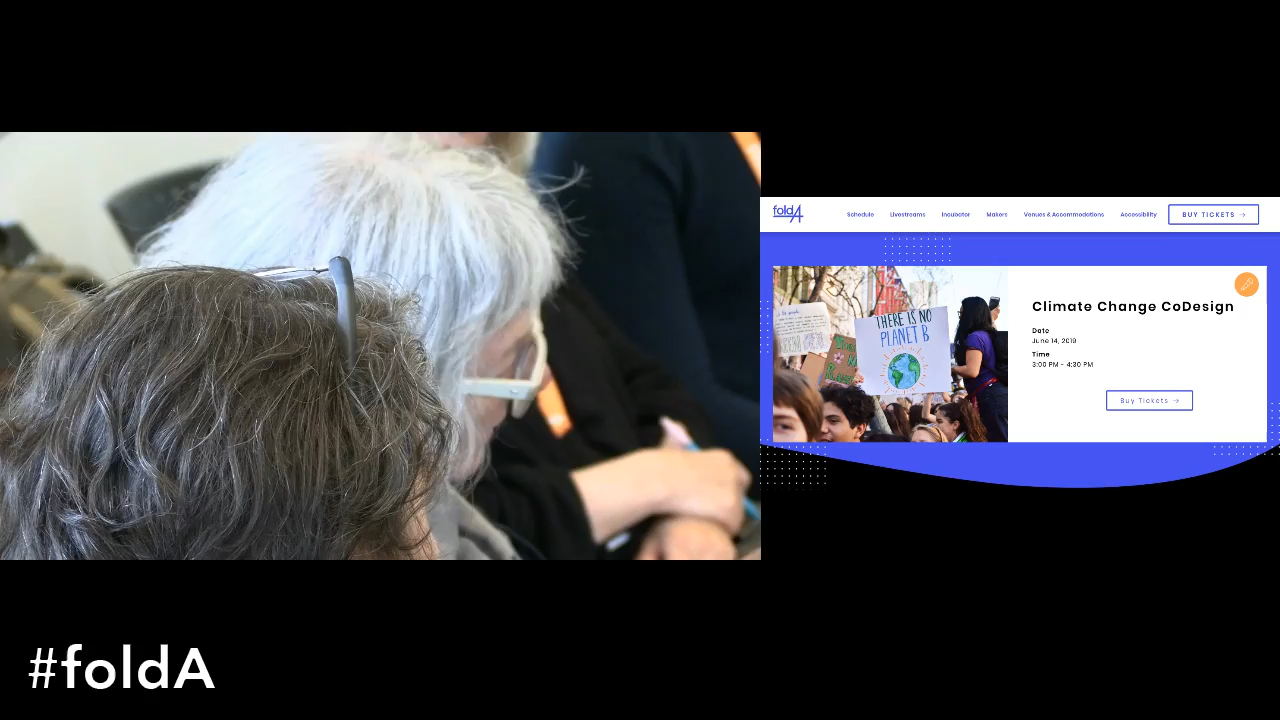 foldA
Schedule Livestreams Incubator Makers Venues & Accommodations Accessibility BUY TICKETS →
THERE IS NO
PLANET B
Climate Change CoDesign
Date
June 14, 2019
Time
3:00 PM - 4:30 PM
Buy Tickets →
#foldA